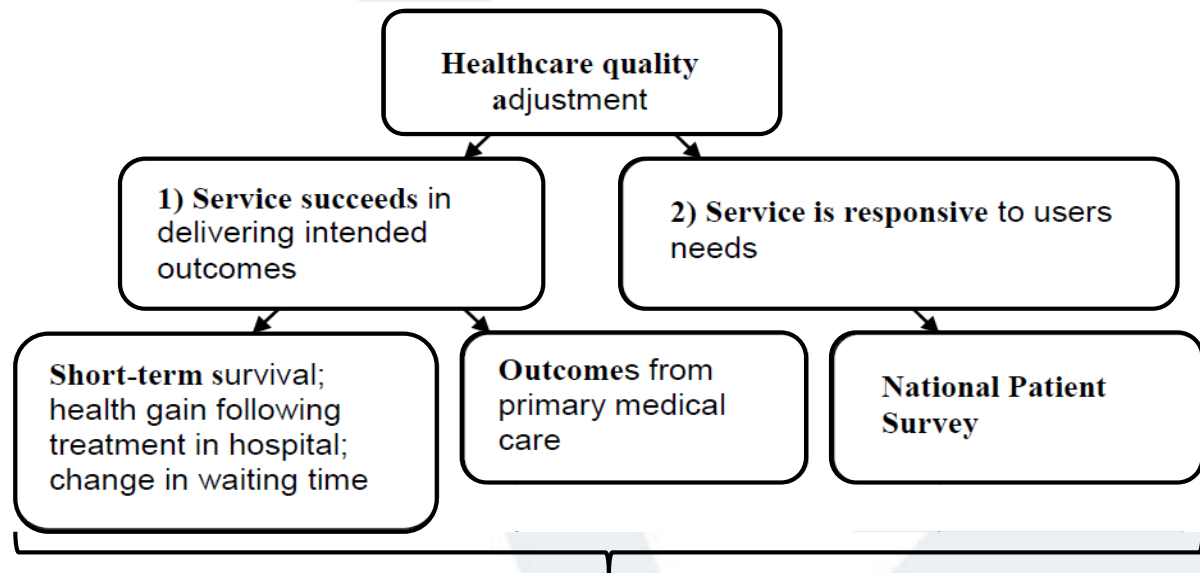 Healthcare quality
adjustment
1) Service succeeds in
delivering intended
outcomes
2) Service is responsive to users
needs
Short-term survival;
health gain following
treatment in hospital;
change in waiting time
Outcomes from
primary medical
care
National Patient
Survey